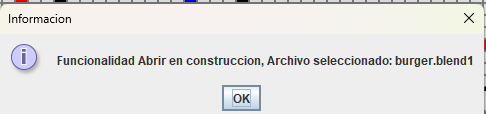 Informacion
Funcionalidad Abrir en construccion, Archivo seleccionado: burger.blend1
OK